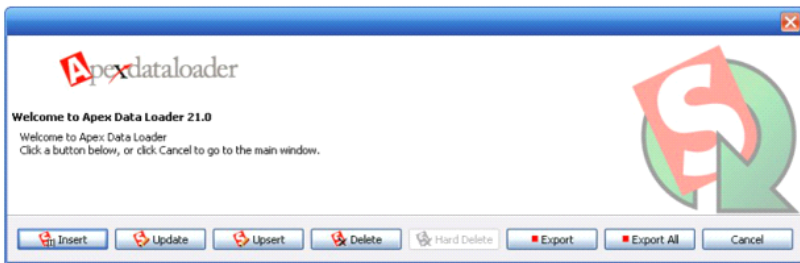 Apexdataloader
Welcome to Apex Data Loader 21.0
Welcome to Apex Data Loader
Click a button below, or click Cancel to go to the main window.
Insert Update Upsert Delete Hard Delete Export Export All Cancel